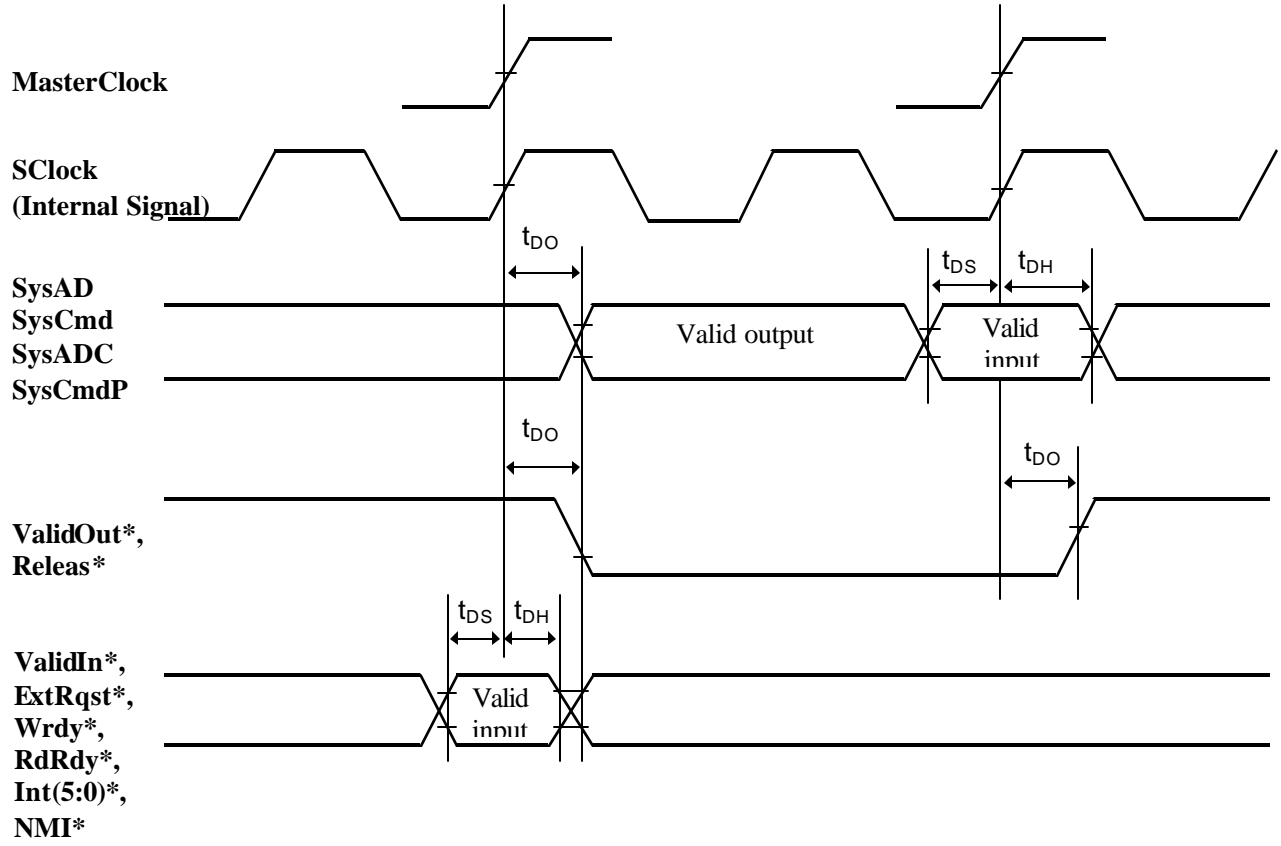 MasterClock
SClock
(Internal Signal)
tDO
tDS
tDH
SysAD
SysCmd
SysADC
SysCmdP
Valid output
Valid
input
tDO
tDO
ValidOut*,
Releas*
tDS
tDH
ValidIn*,
ExtRqst*,
Wrdy*,
RdRdy*,
Int(5:0)*,
NMI*
Valid
input